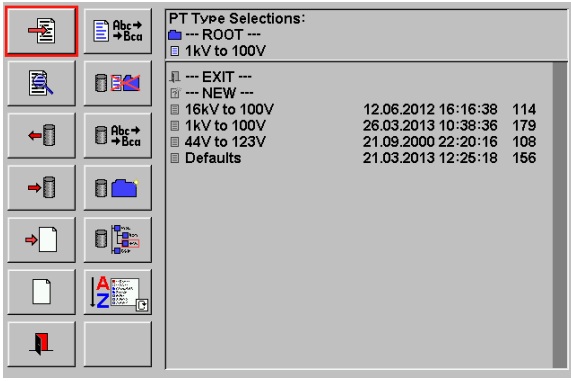 Abc→
→Bca
PT Type Selections:
--- ROOT ---
1kV to 100V
--- EXIT ---
--- NEW ---
16kV to 100V 12.06.2012 16:16:38 114
1kV to 100V 26.03.2013 10:38:36 179
44V to 123V 21.09.2000 22:20:16 108
Defaults 21.03.2013 12:25:18 156
Abc→
→Bca
A
Z